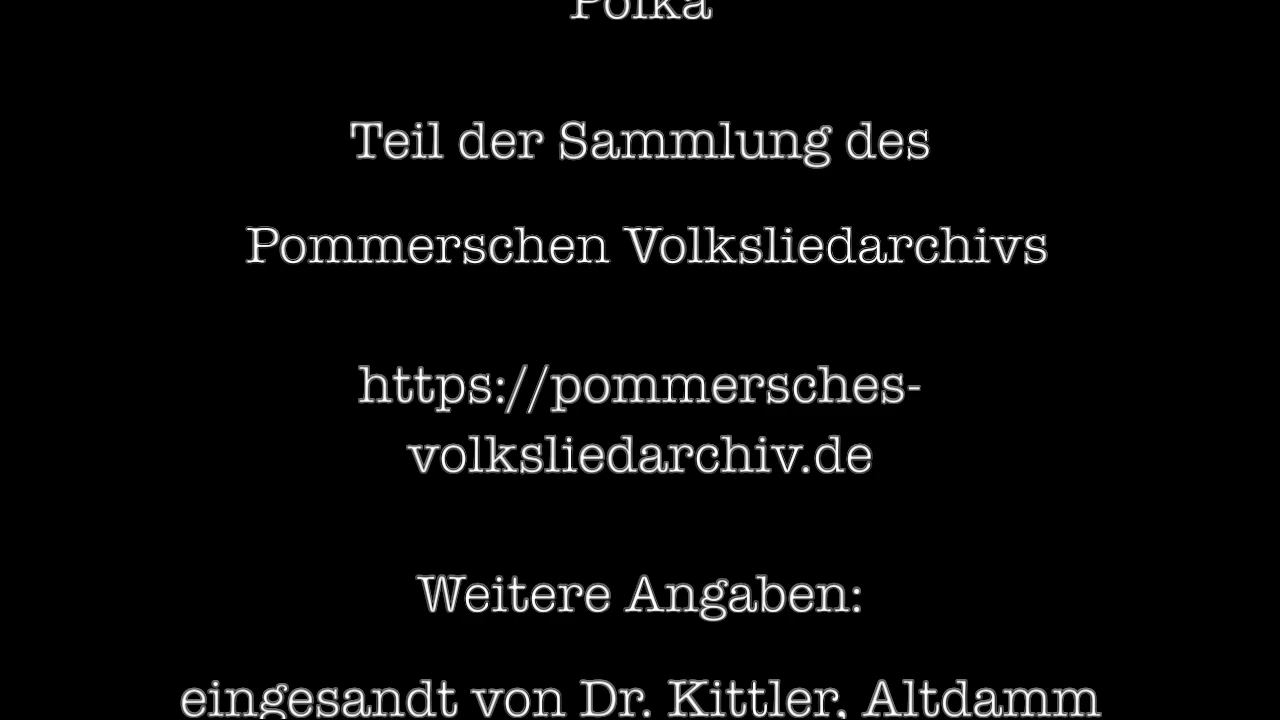 Polka
Teil der Sammlung des
Pommerschen Volksliedarchivs
https://pommersches-
volksliedarchiv.de
Weitere Angaben:
eingesandt von Dr. Kittler, Altdamm